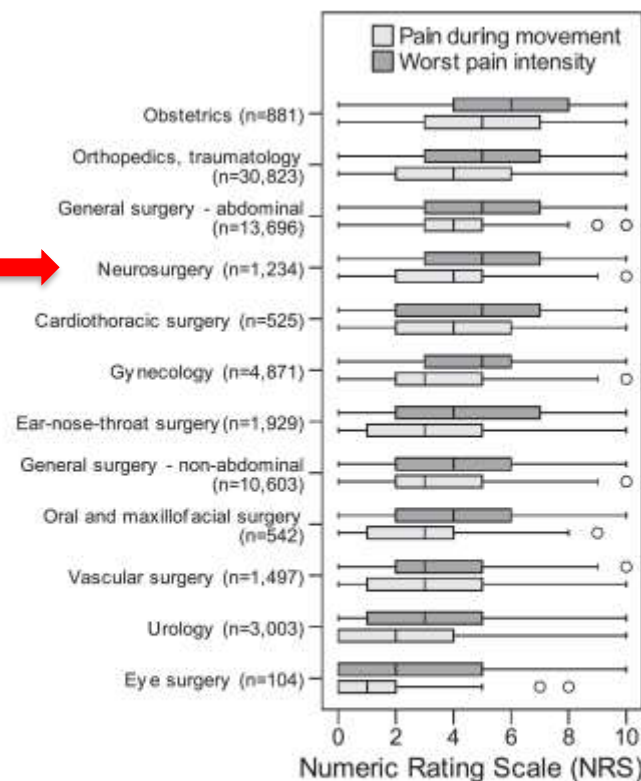 Pain during movement
Worst pain intensity
Obstetrics (n=881)
Orthopedics, traumatology
(n=30,823)
General surgery - abdominal
(n=13,696)
Neurosurgery (n=1,234)
Cardiothoracic surgery (n=525)
Gynecology (n=4,871)
Ear-nose-throat surgery (n=1,929)
General surgery - non-abdominal
(n=10,603)
Oral and maxillofacial surgery
(n=542)
Vascular surgery (n=1,497)
Urology (n=3,003)
Eye surgery (n=104)
0 2 4 6 8 10
Numeric Rating Scale (NRS)